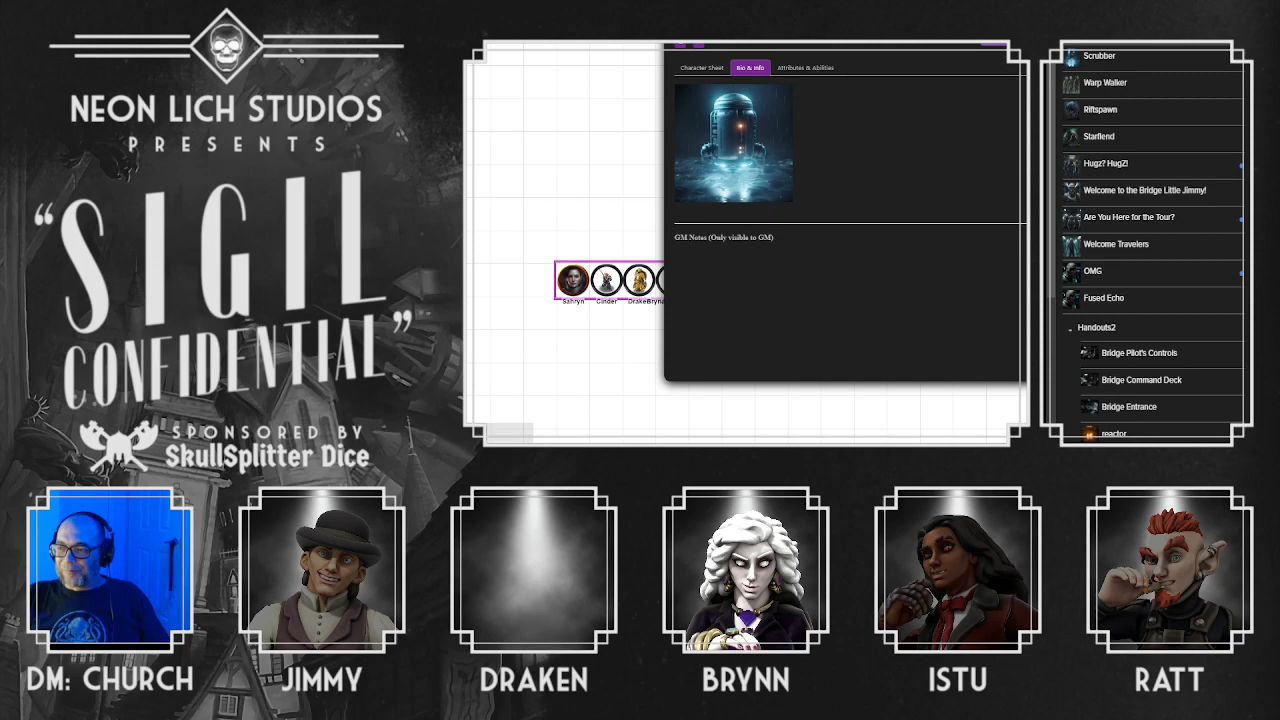 NEON LICH STUDIOS
PRESENTS
"SIGIL
CONFIDENTIAL"
SPONSORED BY
SkullSplitter Dice
Character Sheet
Bio & Info
Attributes & Abilities
GM Notes (Only visible to GM)
Sahryn
Cinder
Draken
Bryn
Scrubber
Warp Walker
Riftspawn
Starfiend
Hugz? HugZ!
Welcome to the Bridge Little Jimmy!
Are You Here for the Tour?
Welcome Travelers
OMG
Fused Echo
Handouts2
Bridge Pilot's Controls
Bridge Command Deck
Bridge Entrance
reactor
DM: CHURCH
JIMMY
DRAKEN
BRYNN
ISTU
RATT